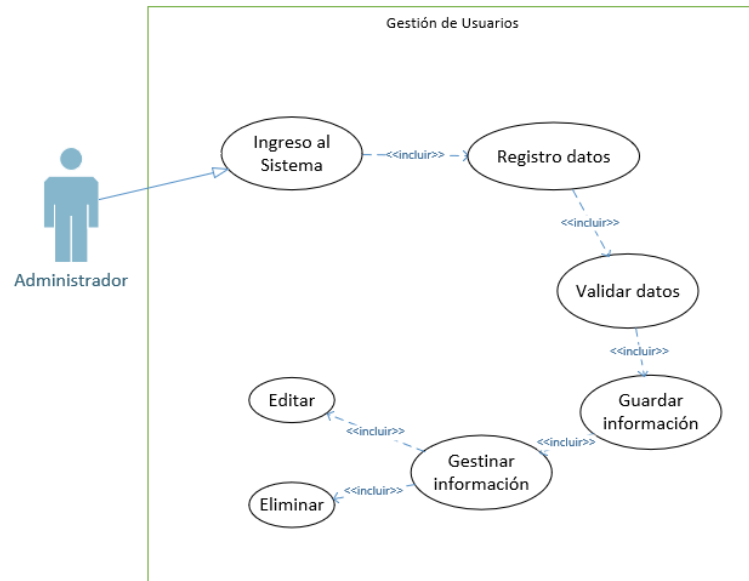 Gestión de Usuarios
Ingreso al
Sistema
<<incluir>>
Registro datos
<<incluir>>
Administrador
Validar datos
<<incluir>>
Editar
Guardar
información
<<incluir>>
<<incluir>>
Gestinar
información
<<incluir>>
Eliminar